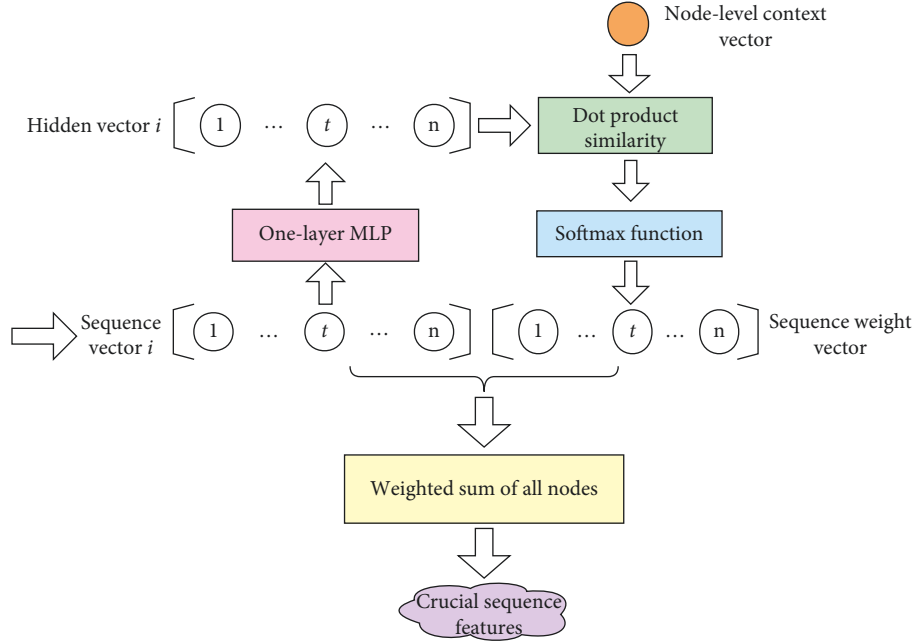 Node-level context
vector
Hidden vector i
1 ... t ... n
Dot product
similarity
One-layer MLP
Softmax function
Sequence
vector i
1 ... t ... n
1 ... t ... n
Sequence weight
vector
Weighted sum of all nodes
Crucial sequence
features